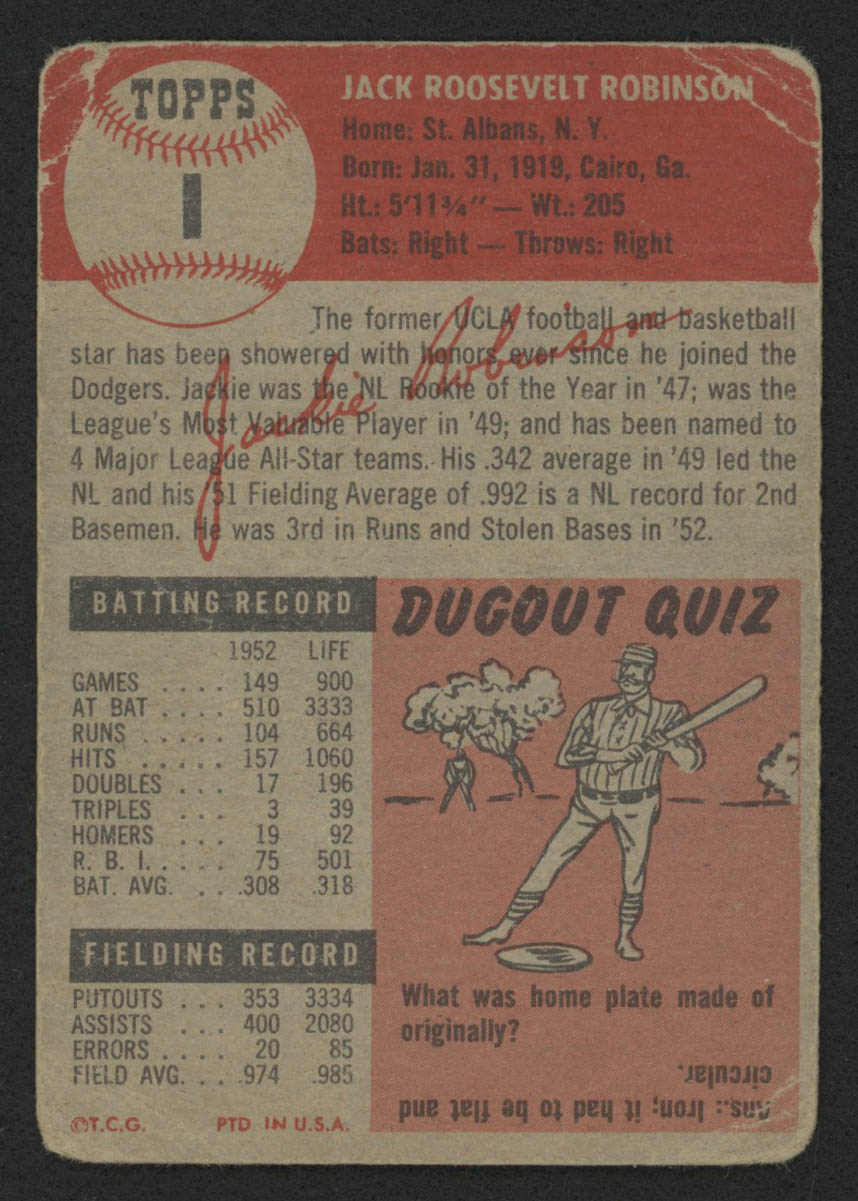 TOPPS
1
JACK ROOSEVELT ROBINSON
Home: St. Albans, N. Y.
Born: Jan. 31, 1919, Cairo, Ga.
Ht.: 5'11¾" — Wt.: 205
Bats: Right — Throws: Right
The former UCLA football and basketball
star has been showered with honors ever since he joined the
Dodgers. Jackie was the NL Rookie of the Year in '47; was the
League's Most Valuable Player in '49; and has been named to
4 Major League All-Star teams. His .342 average in '49 led the
NL and his '51 Fielding Average of .992 is a NL record for 2nd
Basemen. He was 3rd in Runs and Stolen Bases in '52.
Jackie Robinson
BATTING RECORD
1952 LIFE
GAMES . . . . 149 900
AT BAT . . . . 510 3333
RUNS . . . . . 104 664
HITS . . . . . 157 1060
DOUBLES . . . 17 196
TRIPLES . . . 3 39
HOMERS . . . 19 92
R. B. I. . . . . 75 501
BAT. AVG. . . .308 .318
FIELDING RECORD
PUTOUTS . . . 353 3334
ASSISTS . . . 400 2080
ERRORS . . . . 20 85
FIELD AVG. . . .974 .985
©T.C.G. PTD IN U.S.A.
DUGOUT QUIZ
What was home plate made of
originally?
Ans.: Iron; it had to be flat and
circular.